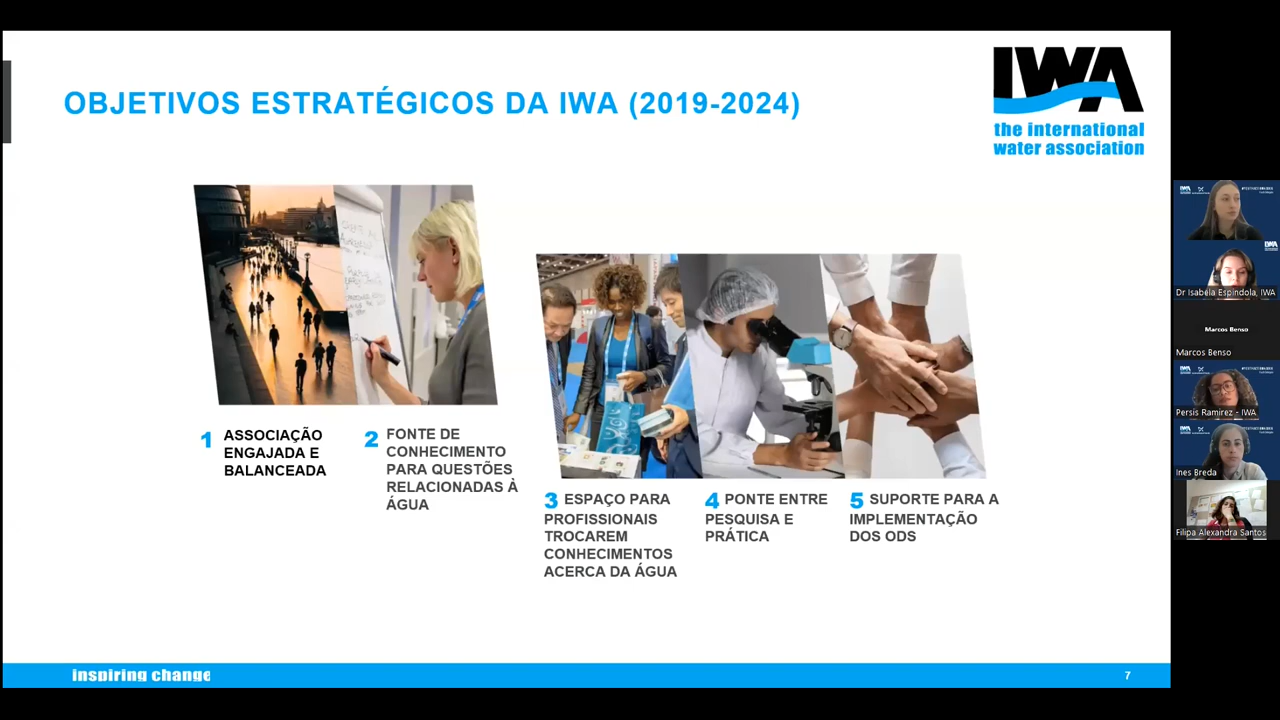 OBJETIVOS ESTRATÉGICOS DA IWA (2019-2024)
IWA
the international
water association
1 ASSOCIAÇÃO
ENGAJADA E
BALANCEADA
2 FONTE DE
CONHECIMENTO
PARA QUESTÕES
RELACIONADAS À
ÁGUA
3 ESPAÇO PARA
PROFISSIONAIS
TROCAREM
CONHECIMENTOS
ACERCA DA ÁGUA
4 PONTE ENTRE
PESQUISA E
PRÁTICA
5 SUPORTE PARA A
IMPLEMENTAÇÃO
DOS ODS
inspiring change
7
Dr Isabela Espindola, IWA
Marcos Benso
Marcos Benso
Persis Ramirez - IWA
Ines Breda
Filipa Alexandra Santos